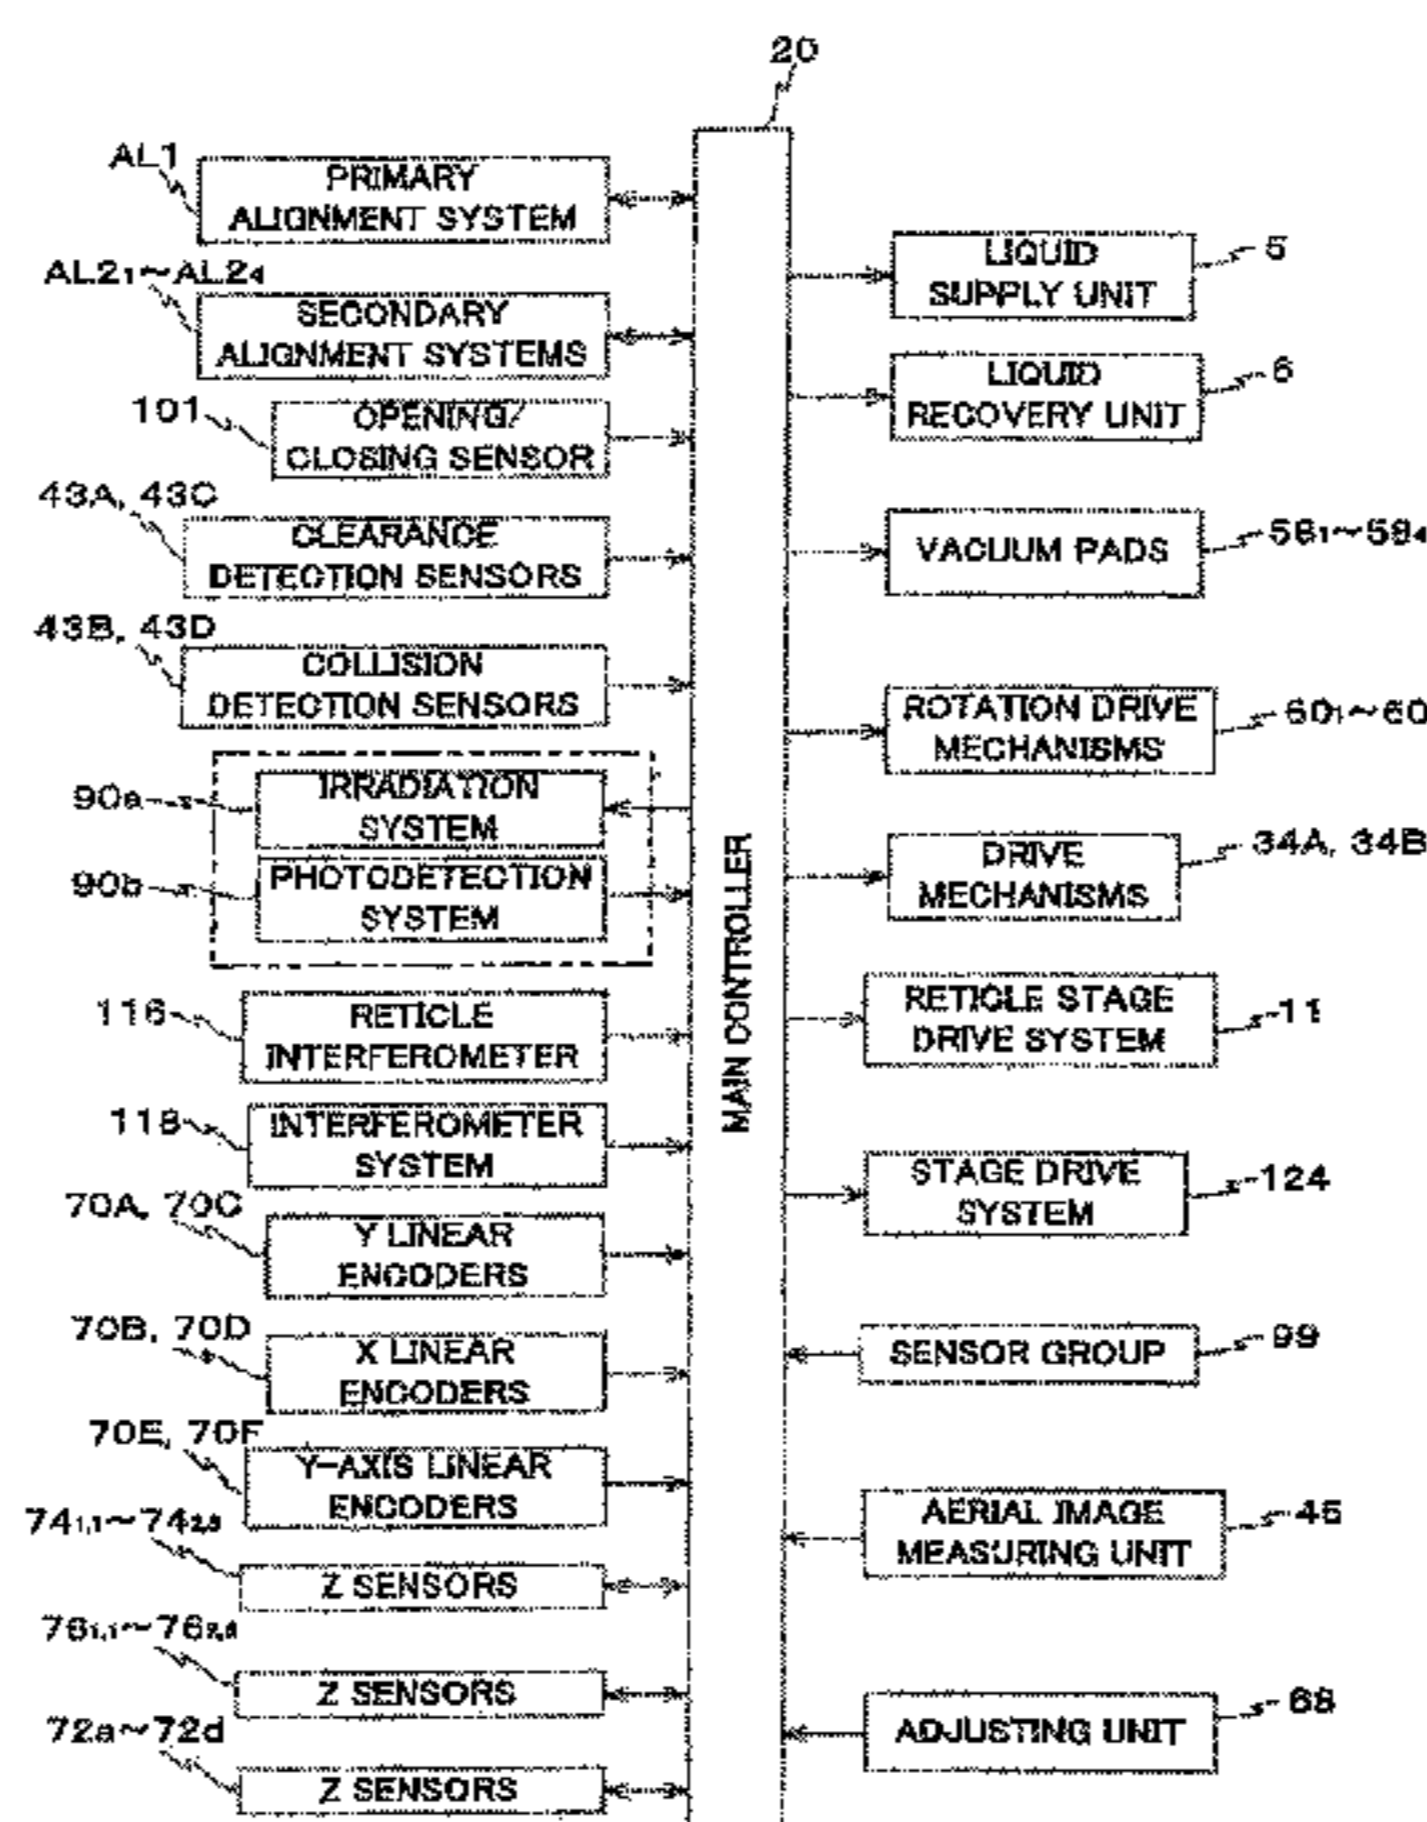 20
AL1
PRIMARY
ALIGNMENT SYSTEM
AL2₁~AL2₄
SECONDARY
ALIGNMENT SYSTEMS
101
OPENING/
CLOSING SENSOR
43A, 43C
CLEARANCE
DETECTION SENSORS
43B, 43D
COLLISION
DETECTION SENSORS
90a
IRRADIATION
SYSTEM
90b
PHOTODETECTION
SYSTEM
116
RETICLE
INTERFEROMETER
118
INTERFEROMETER
SYSTEM
70A, 70C
Y LINEAR
ENCODERS
70B, 70D
X LINEAR
ENCODERS
70E, 70F
Y-AXIS LINEAR
ENCODERS
Z SENSORS
Z SENSORS
72a~72d
Z SENSORS
MAIN CONTROLLER
LIQUID
SUPPLY UNIT
5
LIQUID
RECOVERY UNIT
6
VACUUM PADS
58₁~58₄
ROTATION DRIVE
MECHANISMS
60₁~60
DRIVE
MECHANISMS
34A, 34B
RETICLE STAGE
DRIVE SYSTEM
11
STAGE DRIVE
SYSTEM
124
SENSOR GROUP
99
AERIAL IMAGE
MEASURING UNIT
45
ADJUSTING UNIT
68